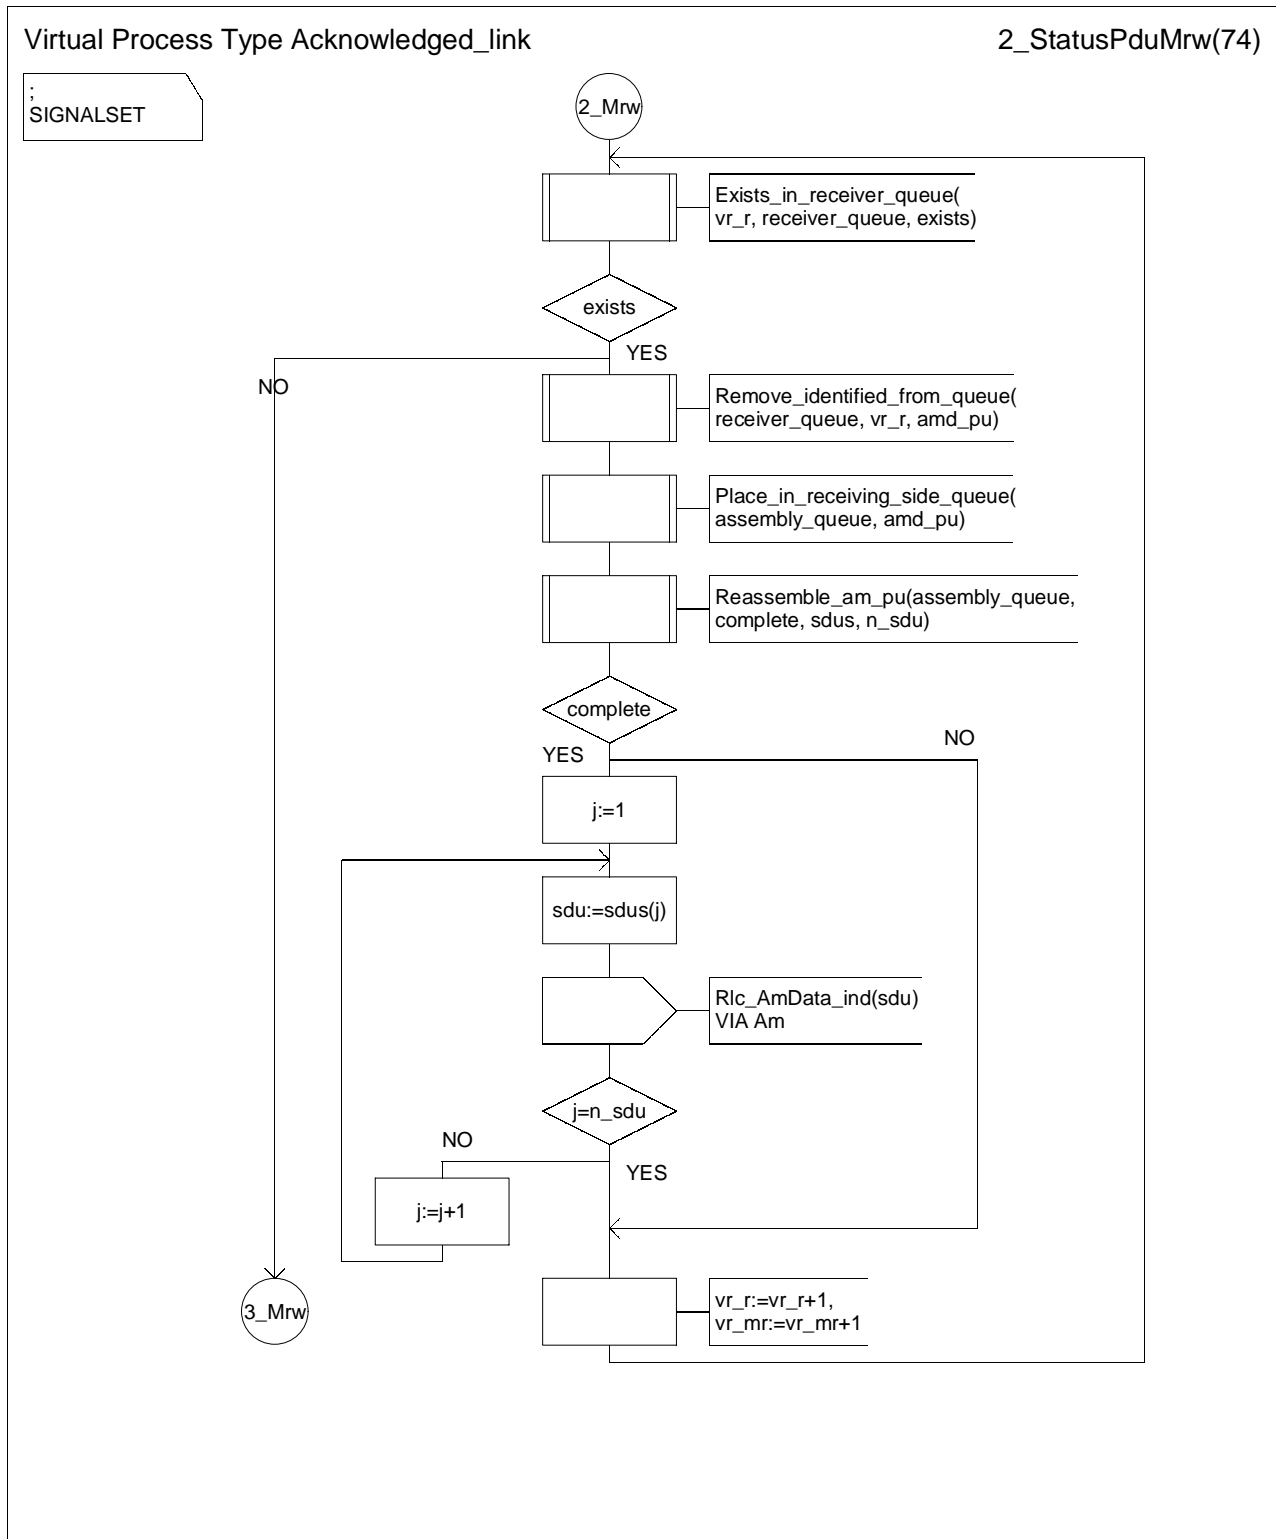 Virtual Process Type Acknowledged_link
2_StatusPduMrw(74)
;
SIGNALSET
2_Mrw
Exists_in_receiver_queue(
vr_r, receiver_queue, exists)
exists
YES
NO
Remove_identified_from_queue(
receiver_queue, vr_r, amd_pu)
Place_in_receiving_side_queue(
assembly_queue, amd_pu)
Reassemble_am_pu(assembly_queue,
complete, sdus, n_sdu)
complete
YES
NO
j:=1
sdu:=sdus(j)
Rlc_AmData_ind(sdu)
VIA Am
j=n_sdu
NO
YES
j:=j+1
3_Mrw
vr_r:=vr_r+1,
vr_mr:=vr_mr+1